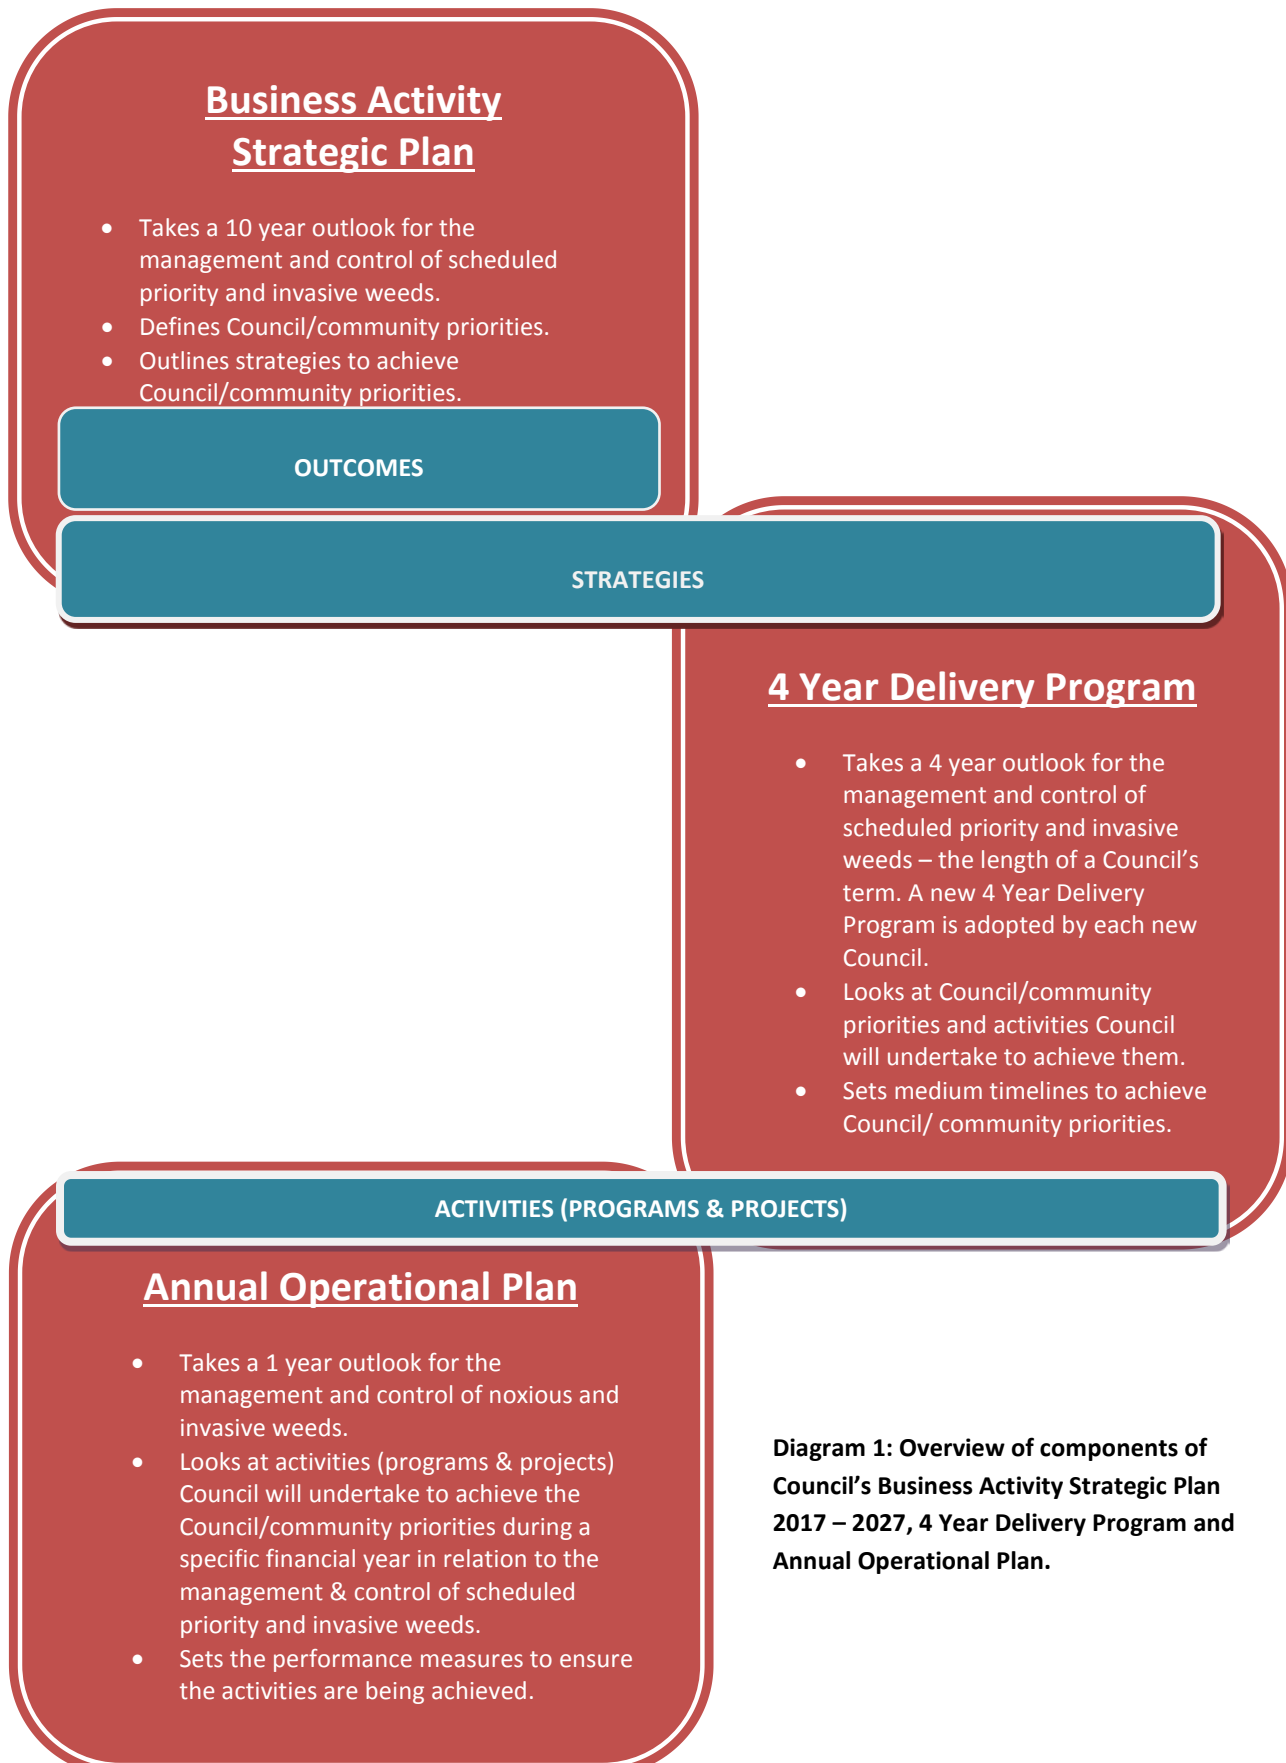 Business Activity
Strategic Plan
• Takes a 10 year outlook for the
management and control of scheduled
priority and invasive weeds.
• Defines Council/community priorities.
• Outlines strategies to achieve
Council/community priorities.
OUTCOMES
STRATEGIES
4 Year Delivery Program
• Takes a 4 year outlook for the
management and control of
scheduled priority and invasive
weeds – the length of a Council’s
term. A new 4 Year Delivery
Program is adopted by each new
Council.
• Looks at Council/community
priorities and activities Council
will undertake to achieve them.
• Sets medium timelines to achieve
Council/ community priorities.
ACTIVITIES (PROGRAMS & PROJECTS)
Annual Operational Plan
• Takes a 1 year outlook for the
management and control of noxious and
invasive weeds.
• Looks at activities (programs & projects)
Council will undertake to achieve the
Council/community priorities during a
specific financial year in relation to the
management & control of scheduled
priority and invasive weeds.
• Sets the performance measures to ensure
the activities are being achieved.
Diagram 1: Overview of components of
Council’s Business Activity Strategic Plan
2017 – 2027, 4 Year Delivery Program and
Annual Operational Plan.